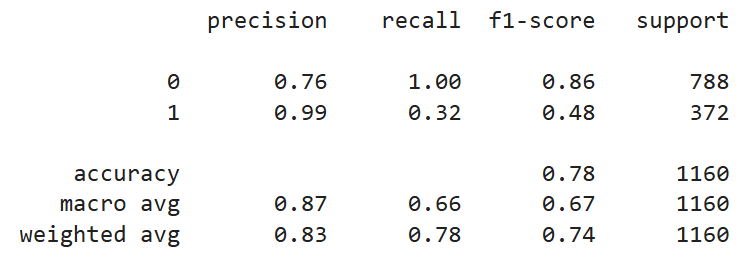 precision recall f1-score support
0 0.76 1.00 0.86 788
1 0.99 0.32 0.48 372
accuracy 0.78 1160
macro avg 0.87 0.66 0.67 1160
weighted avg 0.83 0.78 0.74 1160